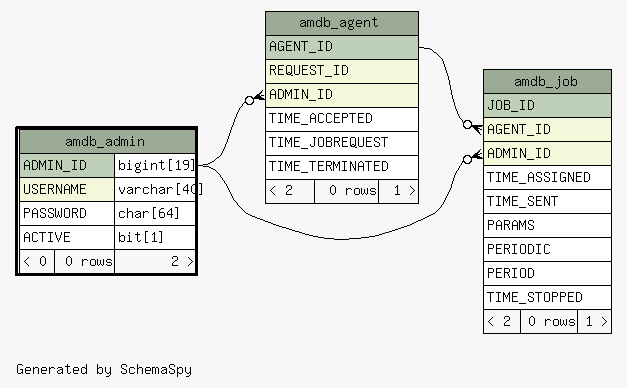 amdb_agent
AGENT_ID
REQUEST_ID
ADMIN_ID
TIME_ACCEPTED
TIME_JOBREQUEST
TIME_TERMINATED
< 2 0 rows 1 >
amdb_job
JOB_ID
AGENT_ID
ADMIN_ID
TIME_ASSIGNED
TIME_SENT
PARAMS
PERIODIC
PERIOD
TIME_STOPPED
< 2 0 rows 1 >
amdb_admin
ADMIN_ID bigint[19]
USERNAME varchar[40]
PASSWORD char[64]
ACTIVE bit[1]
< 0 0 rows 2 >
Generated by SchemaSpy